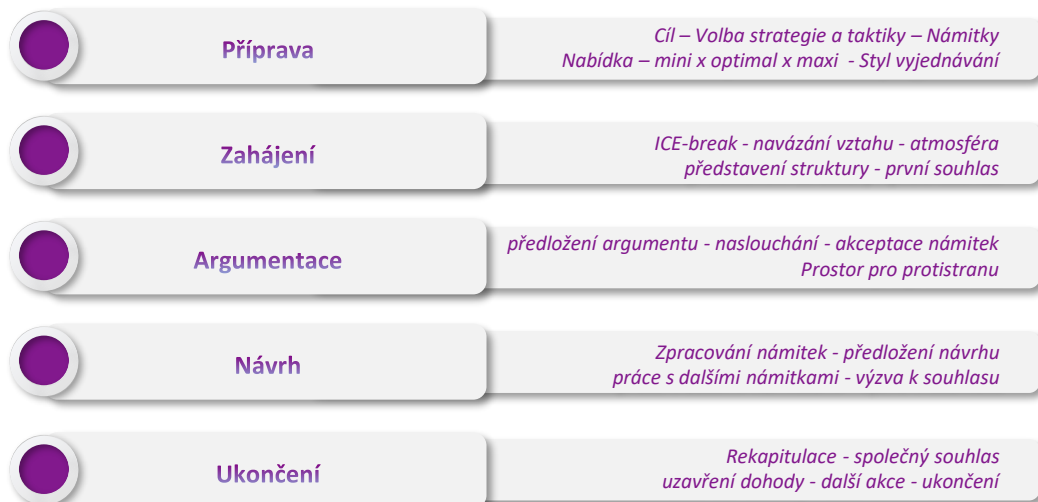 Příprava
Cíl – Volba strategie a taktiky – Námitky
Nabídka – mini x optimal x maxi - Styl vyjednávání
Zahájení
ICE-break - navázání vztahu - atmosféra
představení struktury - první souhlas
Argumentace
předložení argumentu - naslouchání - akceptace námitek
Prostor pro protistranu
Návrh
Zpracování námitek - předložení návrhu
práce s dalšími námitkami - výzva k souhlasu
Ukončení
Rekapitulace - společný souhlas
uzavření dohody - další akce - ukončení